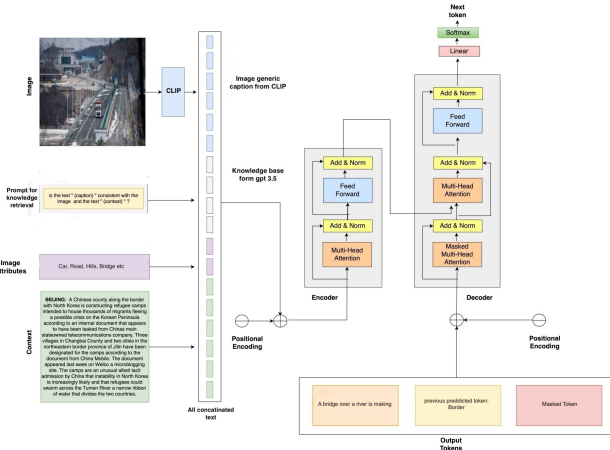 Next
token
Softmax
Linear
Image
CLIP
Image generic
caption from CLIP
Add & Norm
Feed
Forward
Prompt for
knowledge
retrieval
is the text " {caption} " consistent with the
image and the text " {context} " ?
Knowledge base
form gpt 3.5
Add & Norm
Feed
Forward
Add & Norm
Multi-Head
Attention
Add & Norm
Multi-Head
Attention
Add & Norm
Masked
Multi-Head
Attention
Image
ttributes
Car, Road, Hills, Bridge etc
Encoder
Decoder
Context
BEIJING: A Chinese county along the border
with North Korea is constructing refugee camps
intended to house thousands of migrants fleeing
a possible crisis on the Korean Peninsula
according to an internal document that appears
to have been leaked from Chinas main
stateowned telecommunications company. Three
villages in Changbai County and two cities in the
northeastern border province of Jilin have been
designated for the camps according to the
document from China Mobile. The document
appeared last week on Weibo a microblogging
site. The camps are an unusual albeit tacit
admission by China that instability in North Korea
is increasingly likely and that refugees could
swarm across the Tumen River a narrow ribbon
of water that divides the two countries.
Positional
Encoding
Positional
Encoding
All concatinated
text
A bridge over a river is making
previous preddicted token:
Border
Masked Token
Output
Tokens